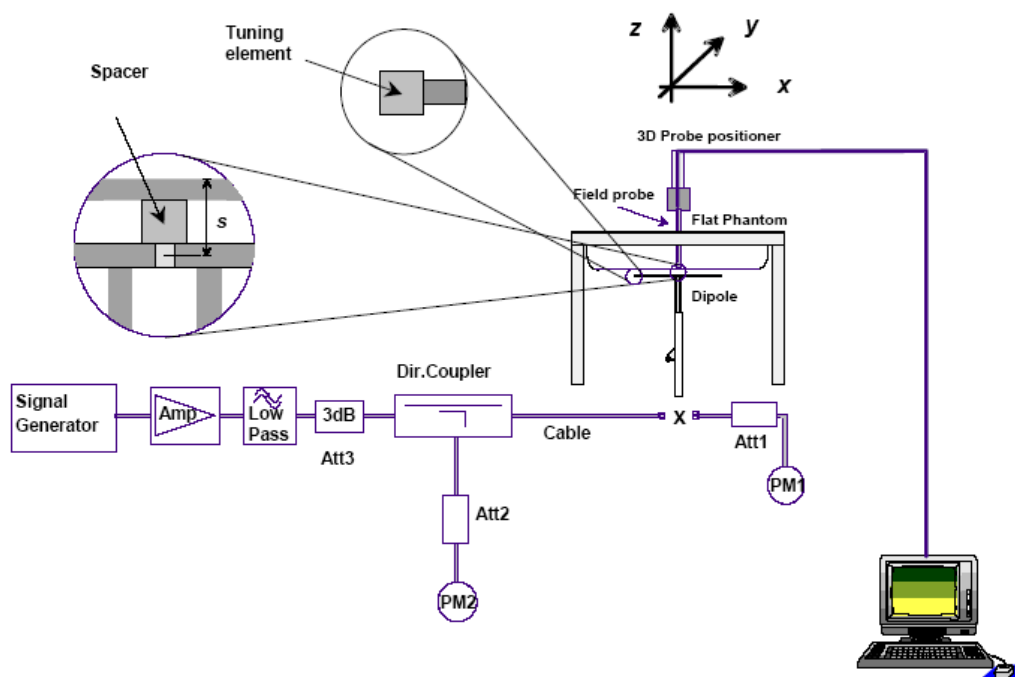 Tuning
element
Spacer
s
z
y
x
3D Probe positioner
Field probe
Flat Phantom
Dipole
Dir.Coupler
Signal
Generator
Amp
Low
Pass
3dB
Att3
Cable
X
Att1
PM1
Att2
PM2